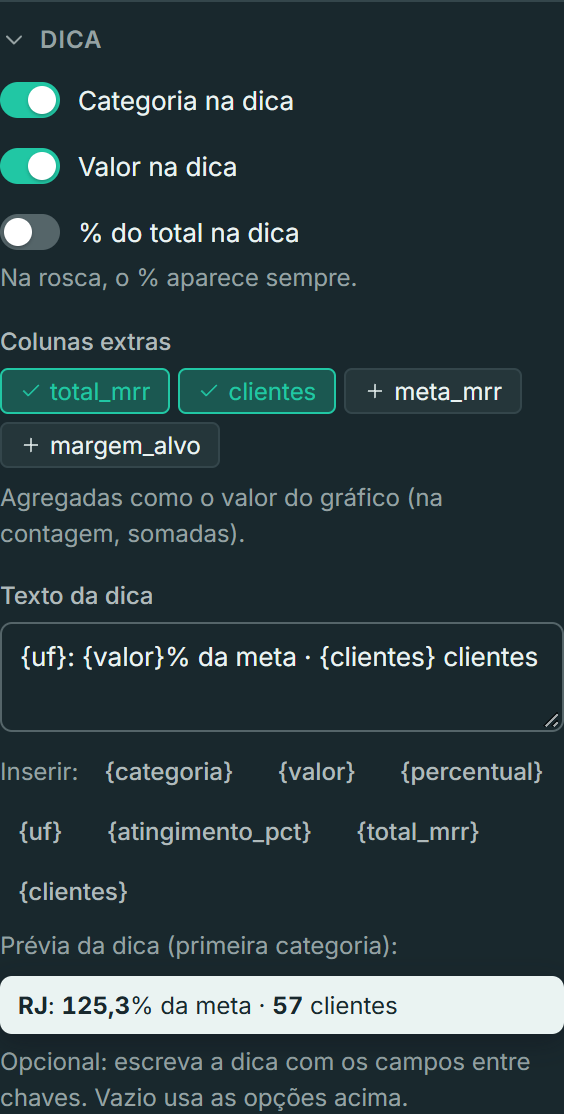 DICA
Categoria na dica
Valor na dica
% do total na dica
Na rosca, o % aparece sempre.
Colunas extras
total_mrr clientes + meta_mrr
+ margem_alvo
Agregadas como o valor do gráfico (na
contagem, somadas).
Texto da dica
{uf}: {valor}% da meta · {clientes} clientes
Inserir: {categoria} {valor} {percentual}
{uf} {atingimento_pct} {total_mrr}
{clientes}
Prévia da dica (primeira categoria):
RJ: 125,3% da meta · 57 clientes
Opcional: escreva a dica com os campos entre
chaves. Vazio usa as opções acima.